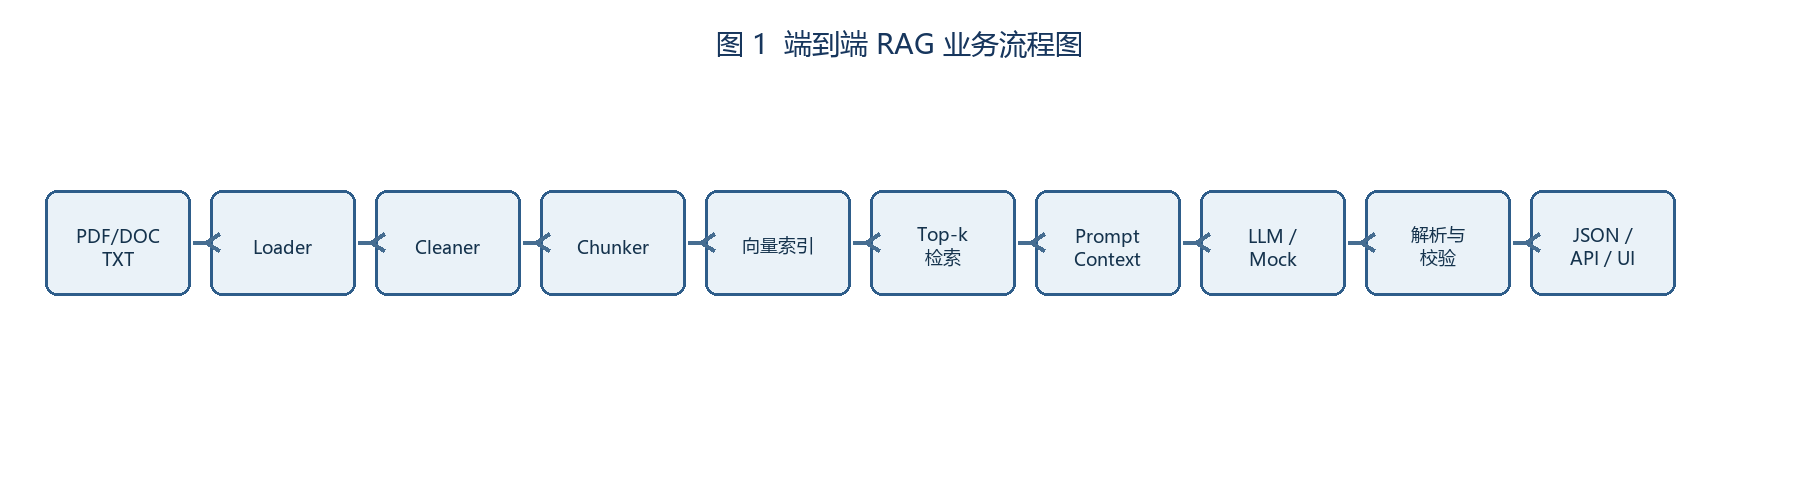 图 1 端到端 RAG 业务流程图
PDF/DOC
TXT
Loader
Cleaner
Chunker
向量索引
Top-k
检索
Prompt
Context
LLM /
Mock
解析与
校验
JSON /
API / UI